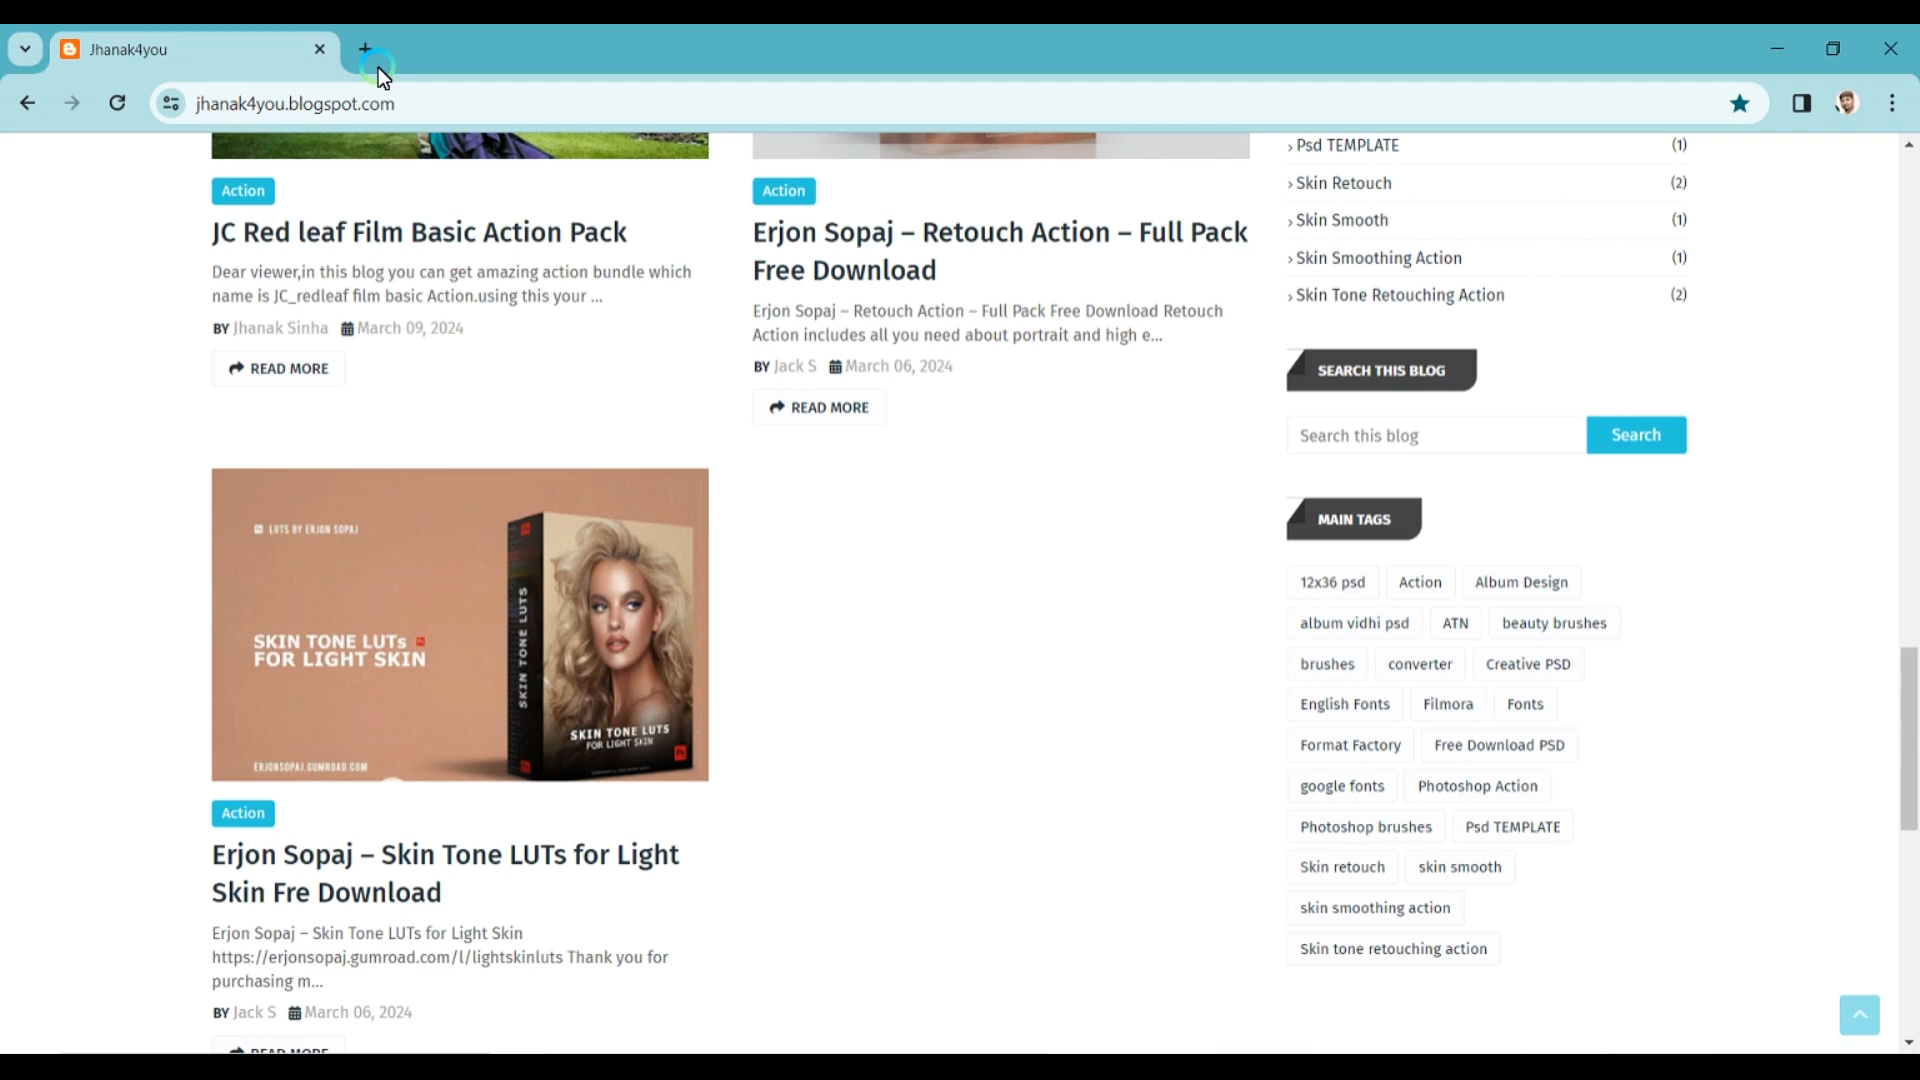 Jhanak4you
jhanak4you.blogspot.com
Action
JC Red leaf Film Basic Action Pack
Dear viewer,in this blog you can get amazing action bundle which
name is JC_redleaf film basic Action.using this your ...
BY Jhanak Sinha March 09, 2024
READ MORE
Action
Erjon Sopaj – Retouch Action – Full Pack
Free Download
Erjon Sopaj – Retouch Action – Full Pack Free Download Retouch
Action includes all you need about portrait and high e...
BY Jack S March 06, 2024
READ MORE
LUTS BY ERJON SOPAJ
SKIN TONE LUTs
FOR LIGHT SKIN
ERJONSOPAJ.GUMROAD.COM
SKIN TONE LUTS
SKIN TONE LUTS
FOR LIGHT SKIN
Action
Erjon Sopaj – Skin Tone LUTs for Light
Skin Fre Download
Erjon Sopaj – Skin Tone LUTs for Light Skin
https://erjonsopaj.gumroad.com/l/lightskinluts Thank you for
purchasing m...
BY Jack S March 06, 2024
READ MORE
› Psd TEMPLATE (1)
› Skin Retouch (2)
› Skin Smooth (1)
› Skin Smoothing Action (1)
› Skin Tone Retouching Action (2)
SEARCH THIS BLOG
Search this blog Search
MAIN TAGS
12x36 psd Action Album Design
album vidhi psd ATN beauty brushes
brushes converter Creative PSD
English Fonts Filmora Fonts
Format Factory Free Download PSD
google fonts Photoshop Action
Photoshop brushes Psd TEMPLATE
Skin retouch skin smooth
skin smoothing action
Skin tone retouching action